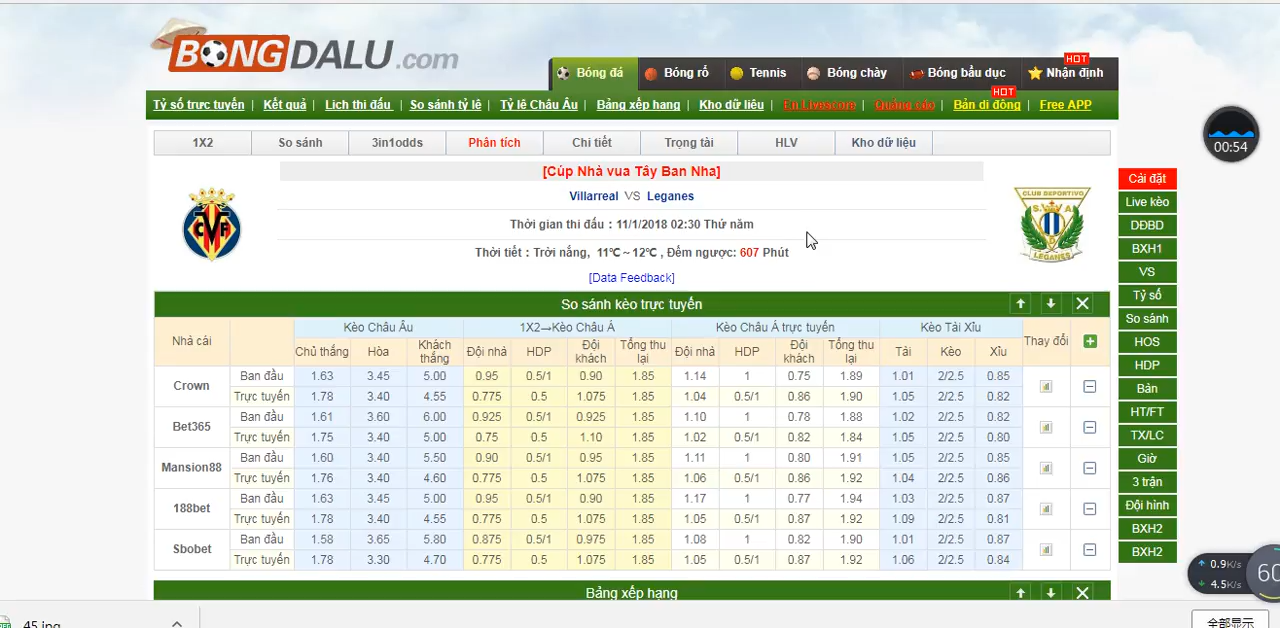 BONGDALU.com
Bóng đá Bóng rổ Tennis Bóng chày Bóng bầu dục HOT Nhận định
Tỷ số trực tuyến | Kết quả | Lịch thi đấu | So sánh tỷ lệ | Tỷ lệ Châu Âu | Bảng xếp hạng | Kho dữ liệu | En Livescore | Quảng cáo | HOT Bản di động | Free APP
1X2 So sánh 3in1odds Phân tích Chi tiết Trọng tài HLV Kho dữ liệu
00:54
[Cúp Nhà vua Tây Ban Nha]
Villarreal VS Leganes
CLUB DEPORTIVO
LEGANES
Thời gian thi đấu : 11/1/2018 02:30 Thứ năm
Thời tiết : Trời nắng, 11℃～12℃ , Đếm ngược: 607 Phút
[Data Feedback]
So sánh kèo trực tuyến
Nhà cái Kèo Châu Âu 1X2→Kèo Châu Á Kèo Châu Á trực tuyến Kèo Tài Xỉu Thay đổi
Chủ thắng Hòa Khách thắng Đội nhà HDP Đội khách Tổng thu lại Đội nhà HDP Đội khách Tổng thu lại Tài Kèo Xỉu
Crown
Ban đầu 1.63 3.45 5.00 0.95 0.5/1 0.90 1.85 1.14 1 0.75 1.89 1.01 2/2.5 0.85
Trực tuyến 1.78 3.40 4.55 0.775 0.5 1.075 1.85 1.04 0.5/1 0.86 1.90 1.05 2/2.5 0.82
Bet365
Ban đầu 1.61 3.60 6.00 0.925 0.5/1 0.925 1.85 1.10 1 0.78 1.88 1.02 2/2.5 0.82
Trực tuyến 1.75 3.40 5.00 0.75 0.5 1.10 1.85 1.02 0.5/1 0.82 1.84 1.05 2/2.5 0.80
Mansion88
Ban đầu 1.60 3.40 5.50 0.90 0.5/1 0.95 1.85 1.11 1 0.80 1.91 1.05 2/2.5 0.85
Trực tuyến 1.76 3.40 4.60 0.775 0.5 1.075 1.85 1.06 0.5/1 0.86 1.92 1.04 2/2.5 0.86
188bet
Ban đầu 1.63 3.45 5.00 0.95 0.5/1 0.90 1.85 1.17 1 0.77 1.94 1.03 2/2.5 0.87
Trực tuyến 1.78 3.40 4.55 0.775 0.5 1.075 1.85 1.05 0.5/1 0.87 1.92 1.09 2/2.5 0.81
Sbobet
Ban đầu 1.58 3.65 5.80 0.875 0.5/1 0.975 1.85 1.08 1 0.82 1.90 1.01 2/2.5 0.87
Trực tuyến 1.78 3.30 4.70 0.775 0.5 1.075 1.85 1.05 0.5/1 0.87 1.92 1.06 2/2.5 0.84
Bảng xếp hạng
Cài đặt
Live kèo
DĐBD
BXH1
VS
Tỷ số
So sánh
HOS
HDP
Bản
HT/FT
TX/LC
Giờ
3 trận
Đội hình
BXH2
BXH2
0.9K/s
4.5K/s
60
45.jpg
全部显示